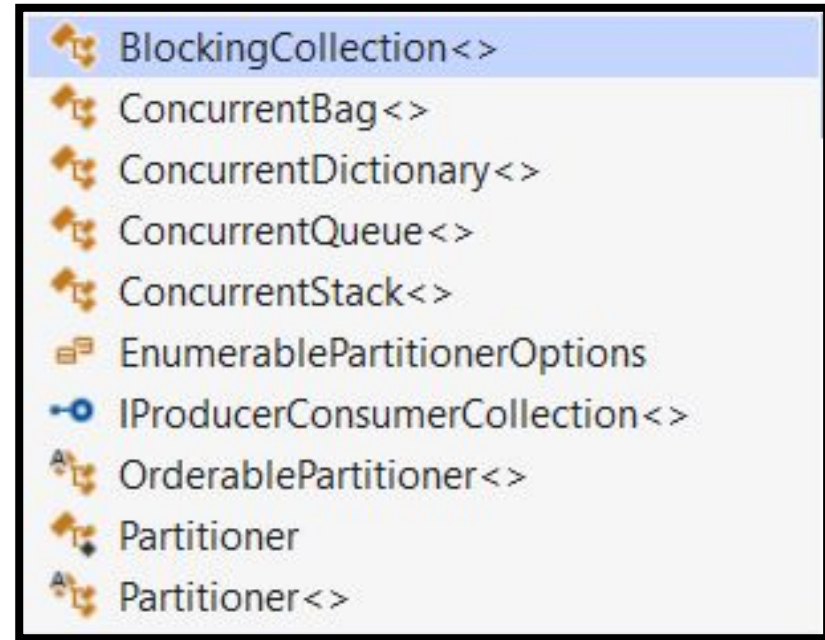 BlockingCollection<>
ConcurrentBag<>
ConcurrentDictionary<>
ConcurrentQueue<>
ConcurrentStack<>
EnumerablePartitionerOptions
IProducerConsumerCollection<>
OrderablePartitioner<>
Partitioner
Partitioner<>